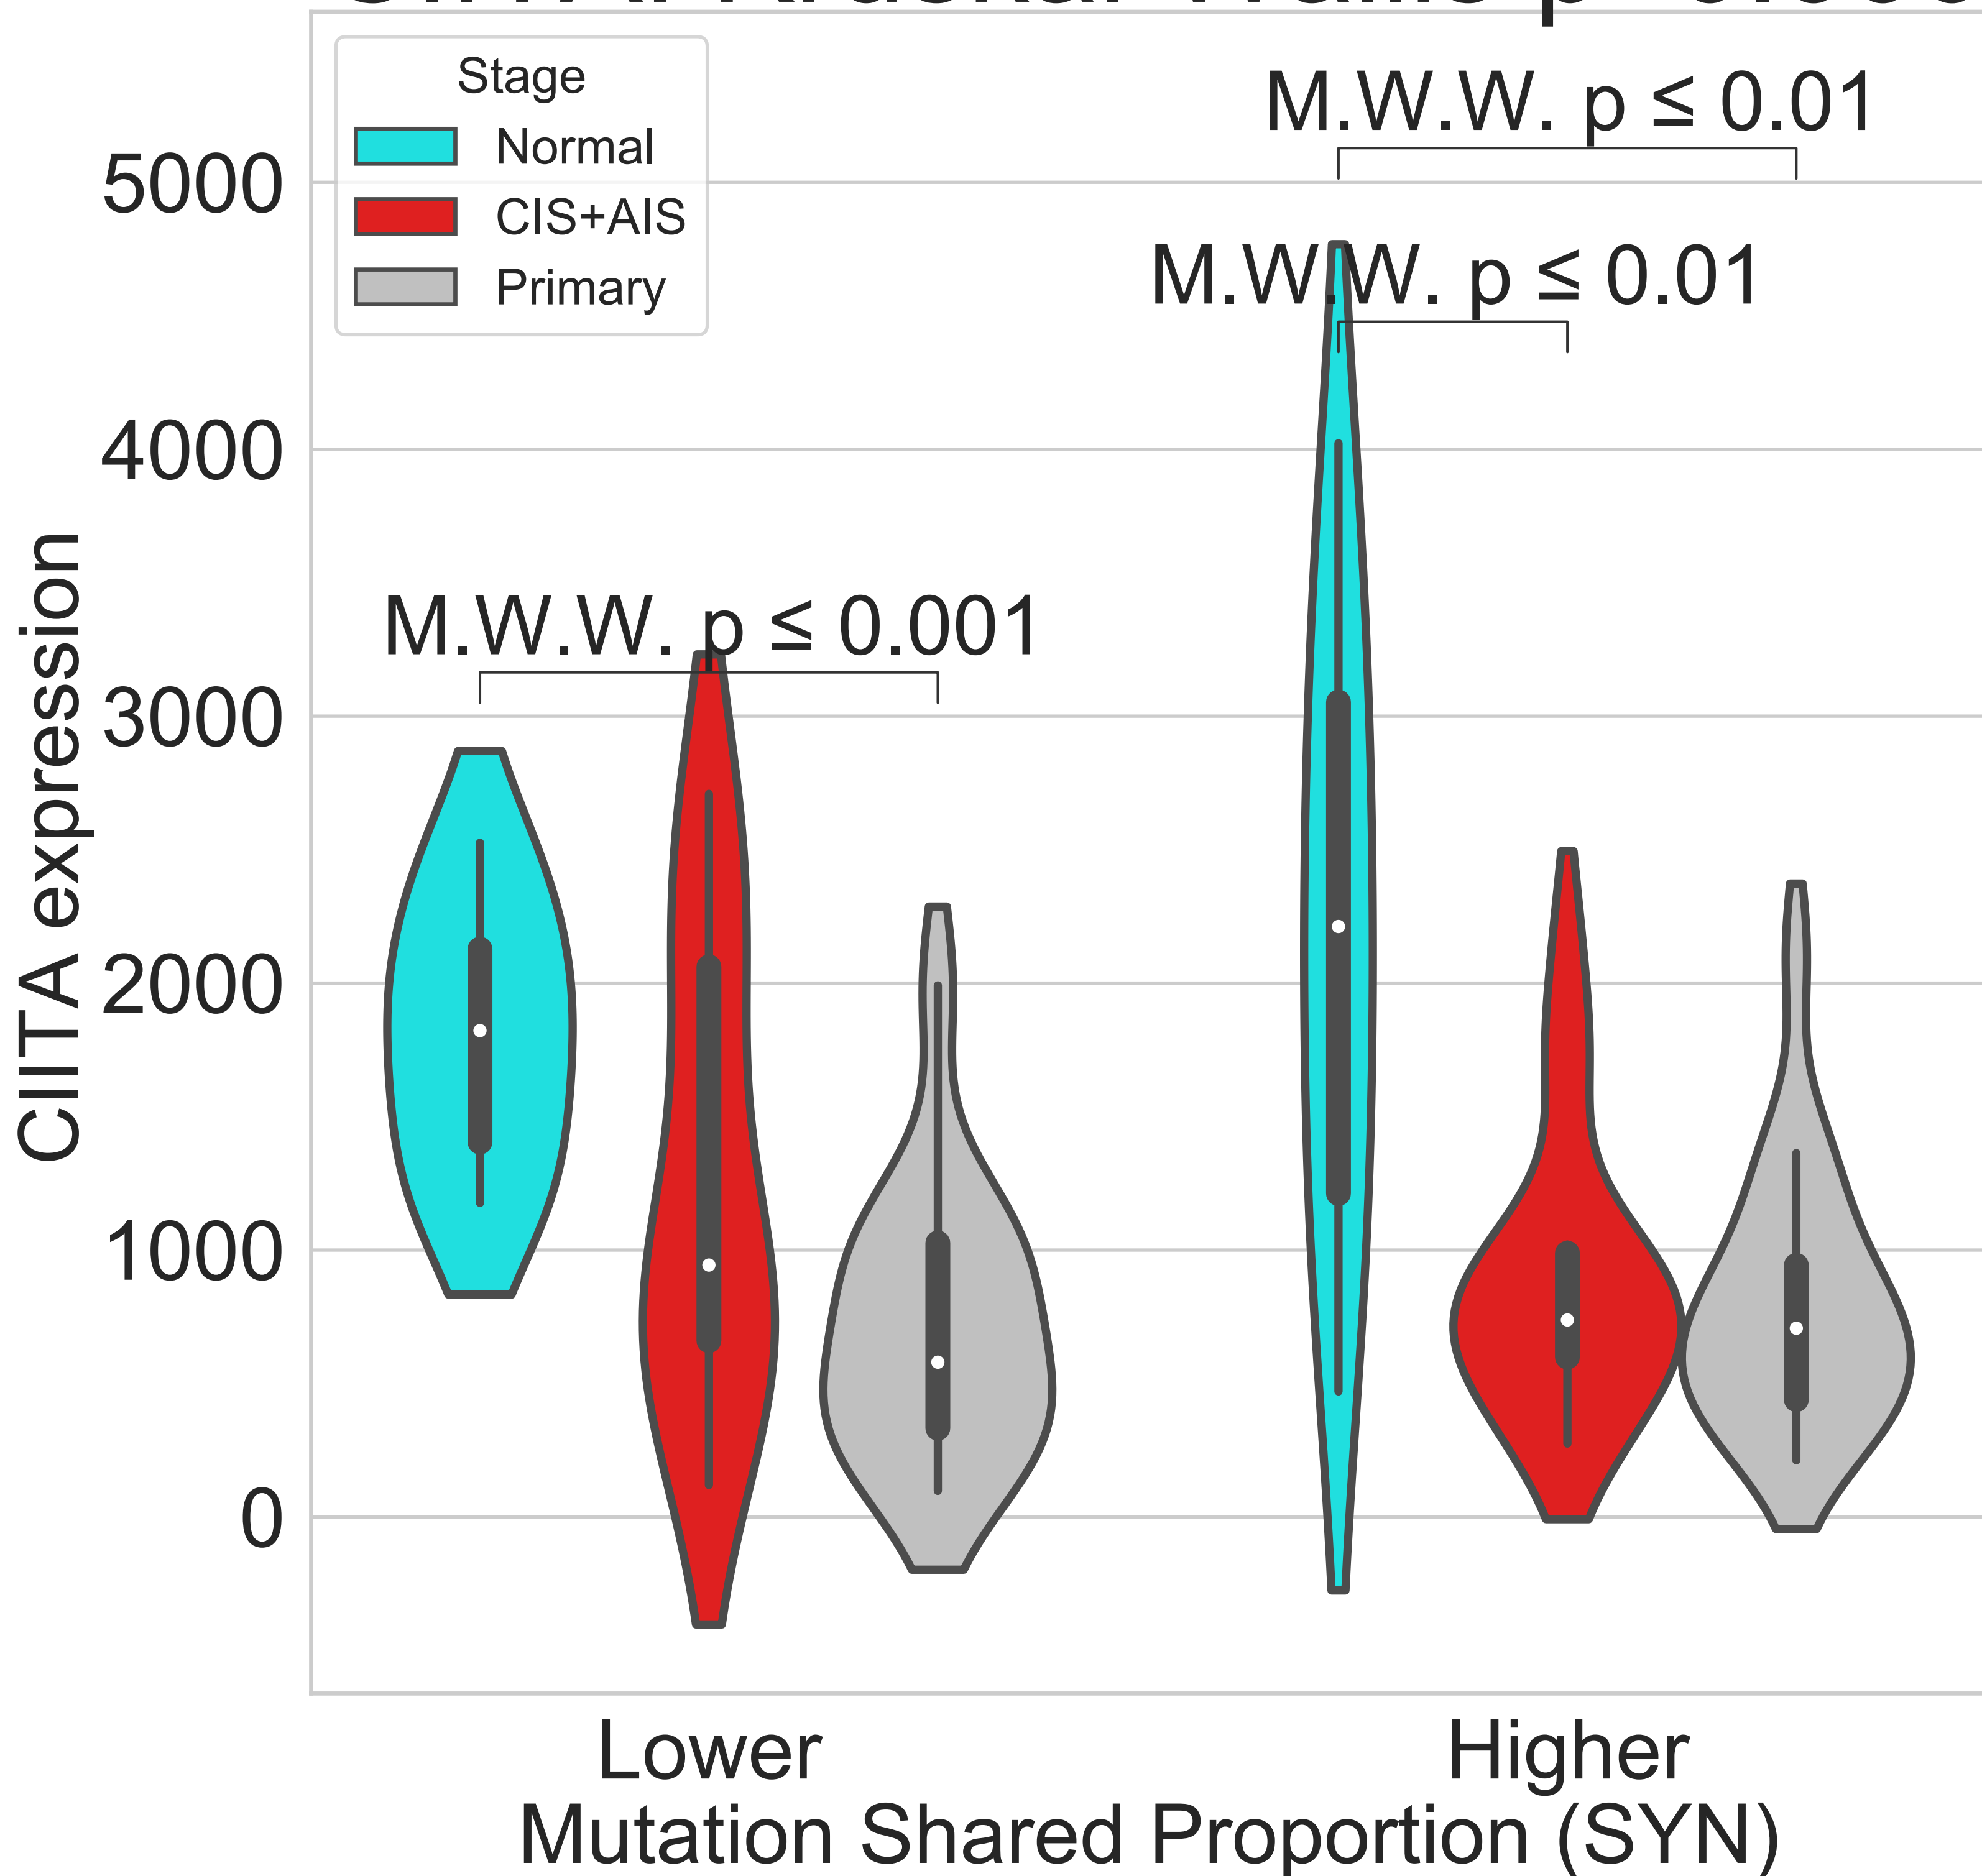 Stage
Normal
CIS+AIS
Primary
M.W.W. p ≤ 0.01
M.W.W. p ≤ 0.01
M.W.W. p ≤ 0.001
5000
4000
3000
2000
1000
0
CIITA expression
Lower
Higher
Mutation Shared Proportion (SYN)